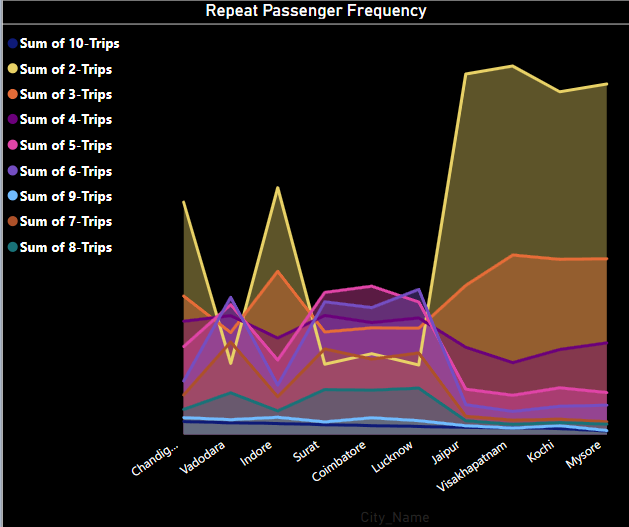 Repeat Passenger Frequency
Sum of 10-Trips
Sum of 2-Trips
Sum of 3-Trips
Sum of 4-Trips
Sum of 5-Trips
Sum of 6-Trips
Sum of 9-Trips
Sum of 7-Trips
Sum of 8-Trips
Chandig...
Vadodara
Indore
Surat
Coimbatore
Lucknow
Jaipur
Visakhapatnam
Kochi
Mysore
City_Name